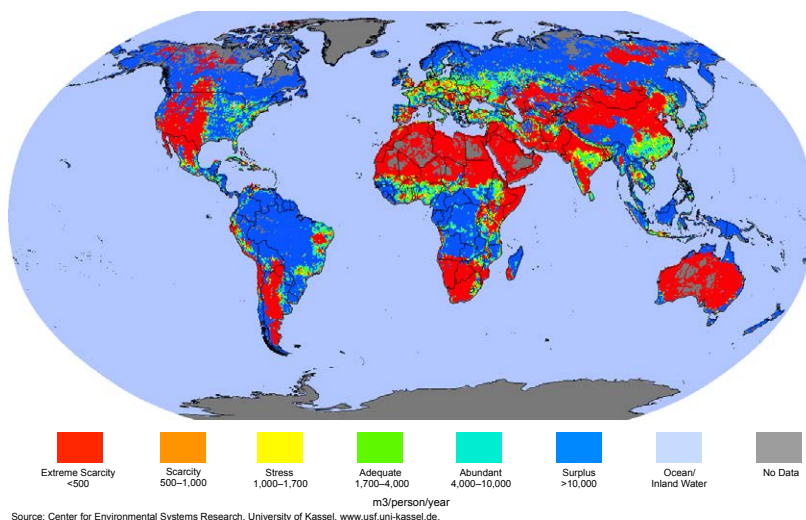 Extreme Scarcity
<500
Scarcity
500–1,000
Stress
1,000–1,700
Adequate
1,700–4,000
Abundant
4,000–10,000
Surplus
>10,000
Ocean/
Inland Water
No Data
m3/person/year
Source: Center for Environmental Systems Research, University of Kassel, www.usf.uni-kassel.de.